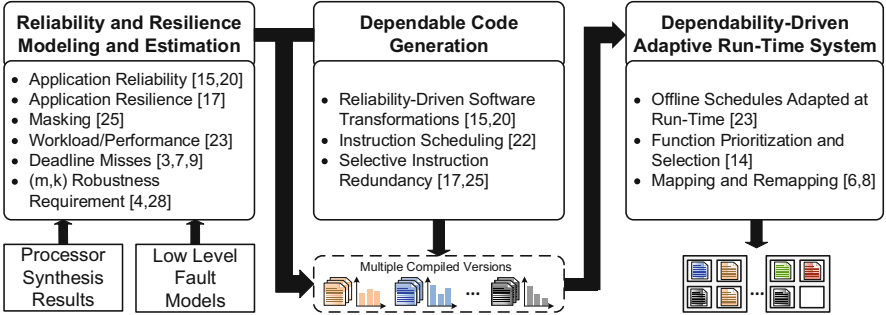 Reliability and Resilience
Modeling and Estimation
• Application Reliability [15,20]
• Application Resilience [17]
• Masking [25]
• Workload/Performance [23]
• Deadline Misses [3,7,9]
• (m,k) Robustness
Requirement [4,28]
Processor
Synthesis
Results
Low Level
Fault
Models
Dependable Code
Generation
• Reliability-Driven Software
Transformations [15,20]
• Instruction Scheduling [22]
• Selective Instruction
Redundancy [17,25]
Multiple Compiled Versions
...
Dependability-Driven
Adaptive Run-Time System
• Offline Schedules Adapted at
Run-Time [23]
• Function Prioritization and
Selection [14]
• Mapping and Remapping [6,8]
...